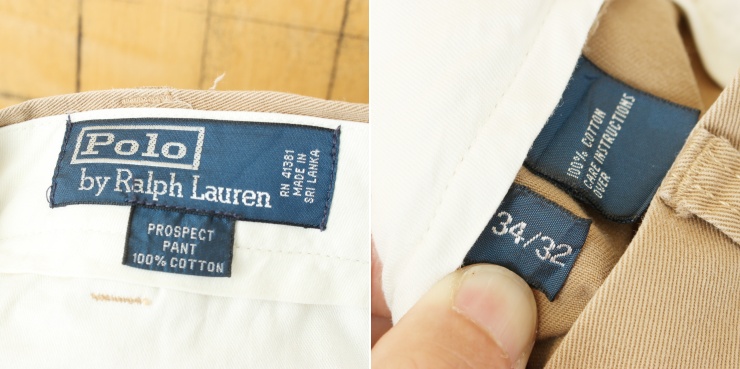 Polo
by Ralph Lauren
RN 41381
MADE IN
SRI LANKA
PROSPECT
PANT
100% COTTON
100% COTTON
CARE INSTRUCTIONS
OVER
34/32